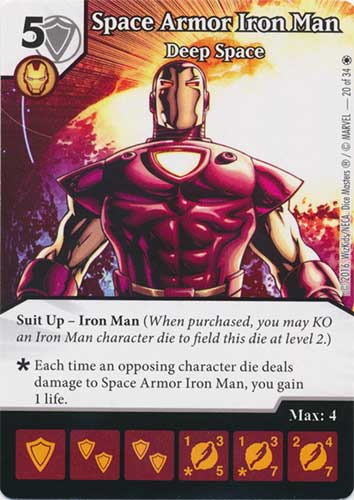 5
Space Armor Iron Man
Deep Space
© 2016 WizKids/NECA. Dice Masters ® / © MARVEL — 20 of 34
Suit Up – Iron Man (When purchased, you may KO
an Iron Man character die to field this die at level 2.)
* Each time an opposing character die deals
damage to Space Armor Iron Man, you gain
1 life.
Max: 4
1 3 * 5
1 3 * 7
2 4 7